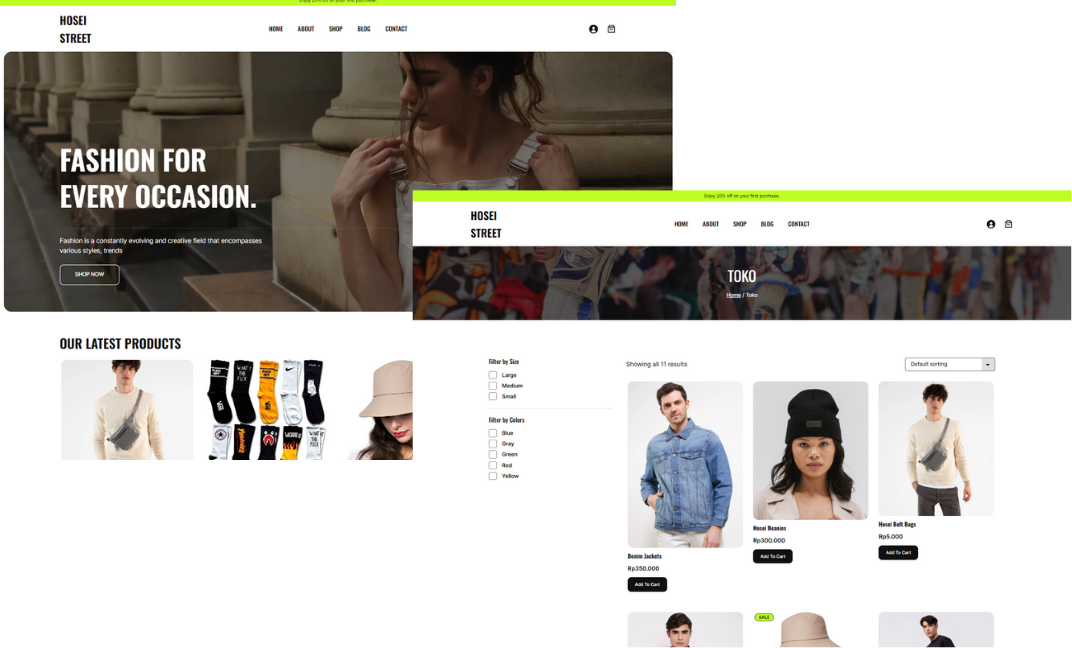 Enjoy 20% off on your first purchase.
HOSEI
STREET
HOME
ABOUT
SHOP
BLOG
CONTACT
FASHION FOR
EVERY OCCASION.
Fashion is a constantly evolving and creative field that encompasses
various styles, trends
SHOP NOW
OUR LATEST PRODUCTS
WHAT THE FUCK
Enjoy 20% off on your first purchase.
HOSEI
STREET
HOME
ABOUT
SHOP
BLOG
CONTACT
TOKO
Home / Toko
Filter by Size
Large
Medium
Small
Filter by Colors
Blue
Gray
Green
Red
Yellow
Showing all 11 results
Default sorting
Denim Jackets
Rp350.000
Add To Cart
Hosei Beanies
Rp300.000
Add To Cart
Hosei Belt Bags
Rp5.000
Add To Cart
SALE